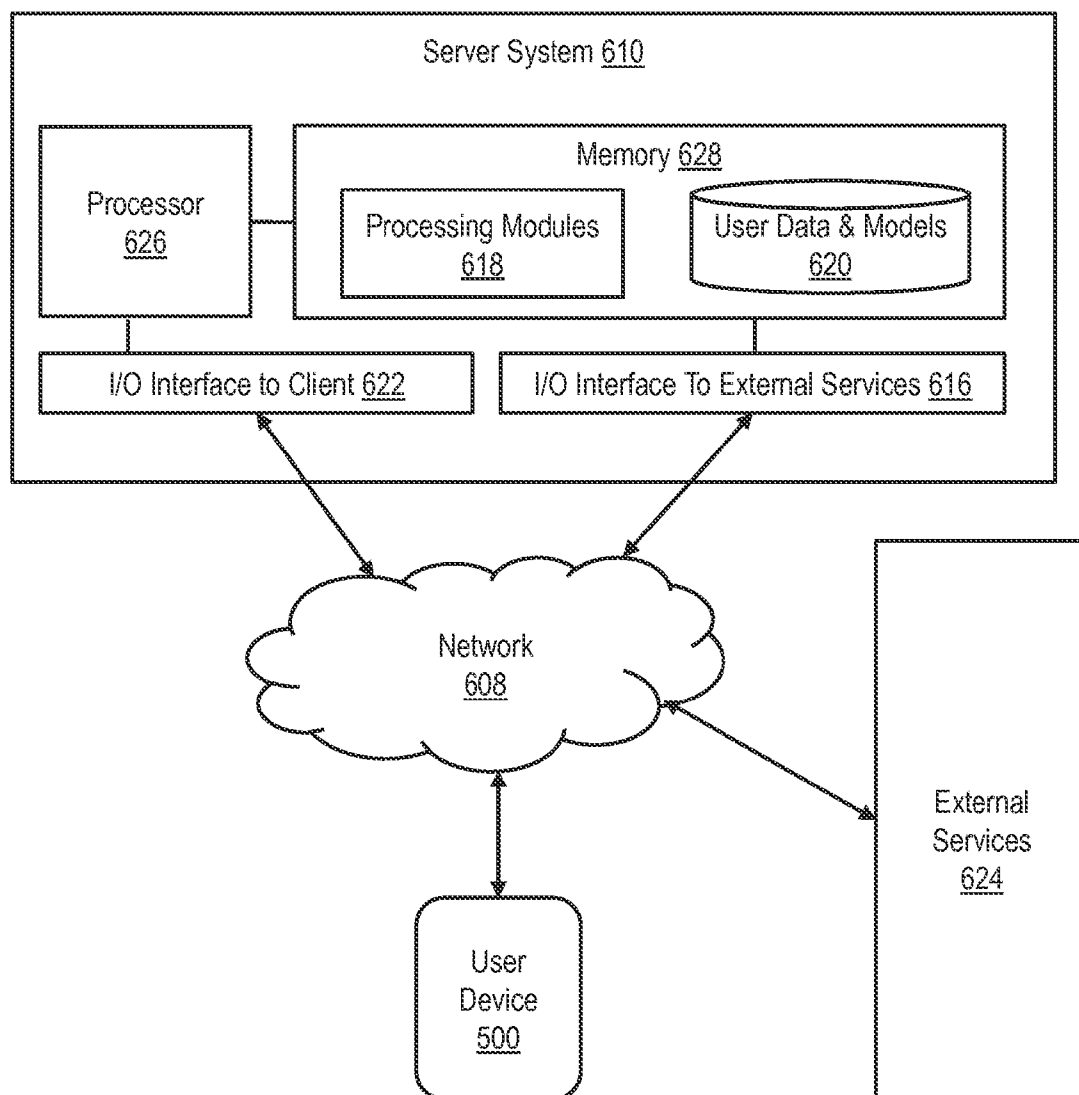 Server System 610
Processor
626
Memory 628
Processing Modules
618
User Data & Models
620
I/O Interface to Client 622
I/O Interface To External Services 616
Network
608
External
Services
624
User
Device
500